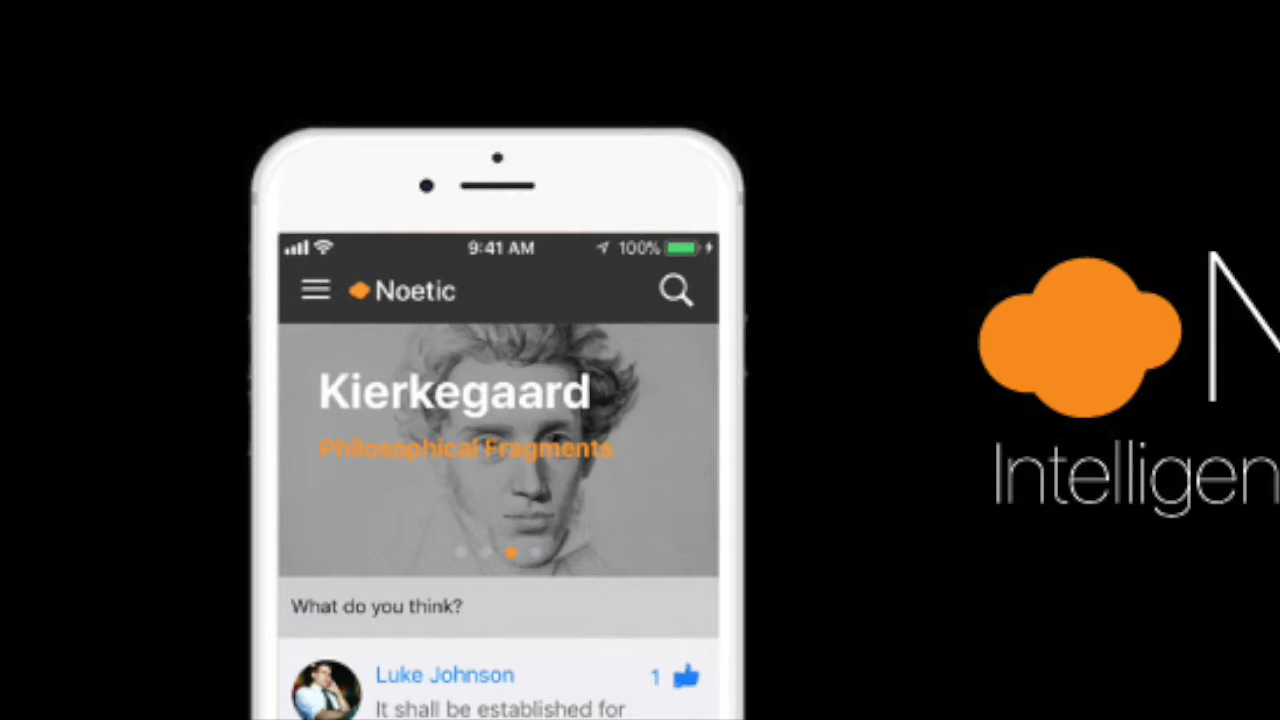 9:41 AM 100%
Noetic
Kierkegaard
Philosophical Fragments
What do you think?
Luke Johnson 1
It shall be established for
N
Intelligen